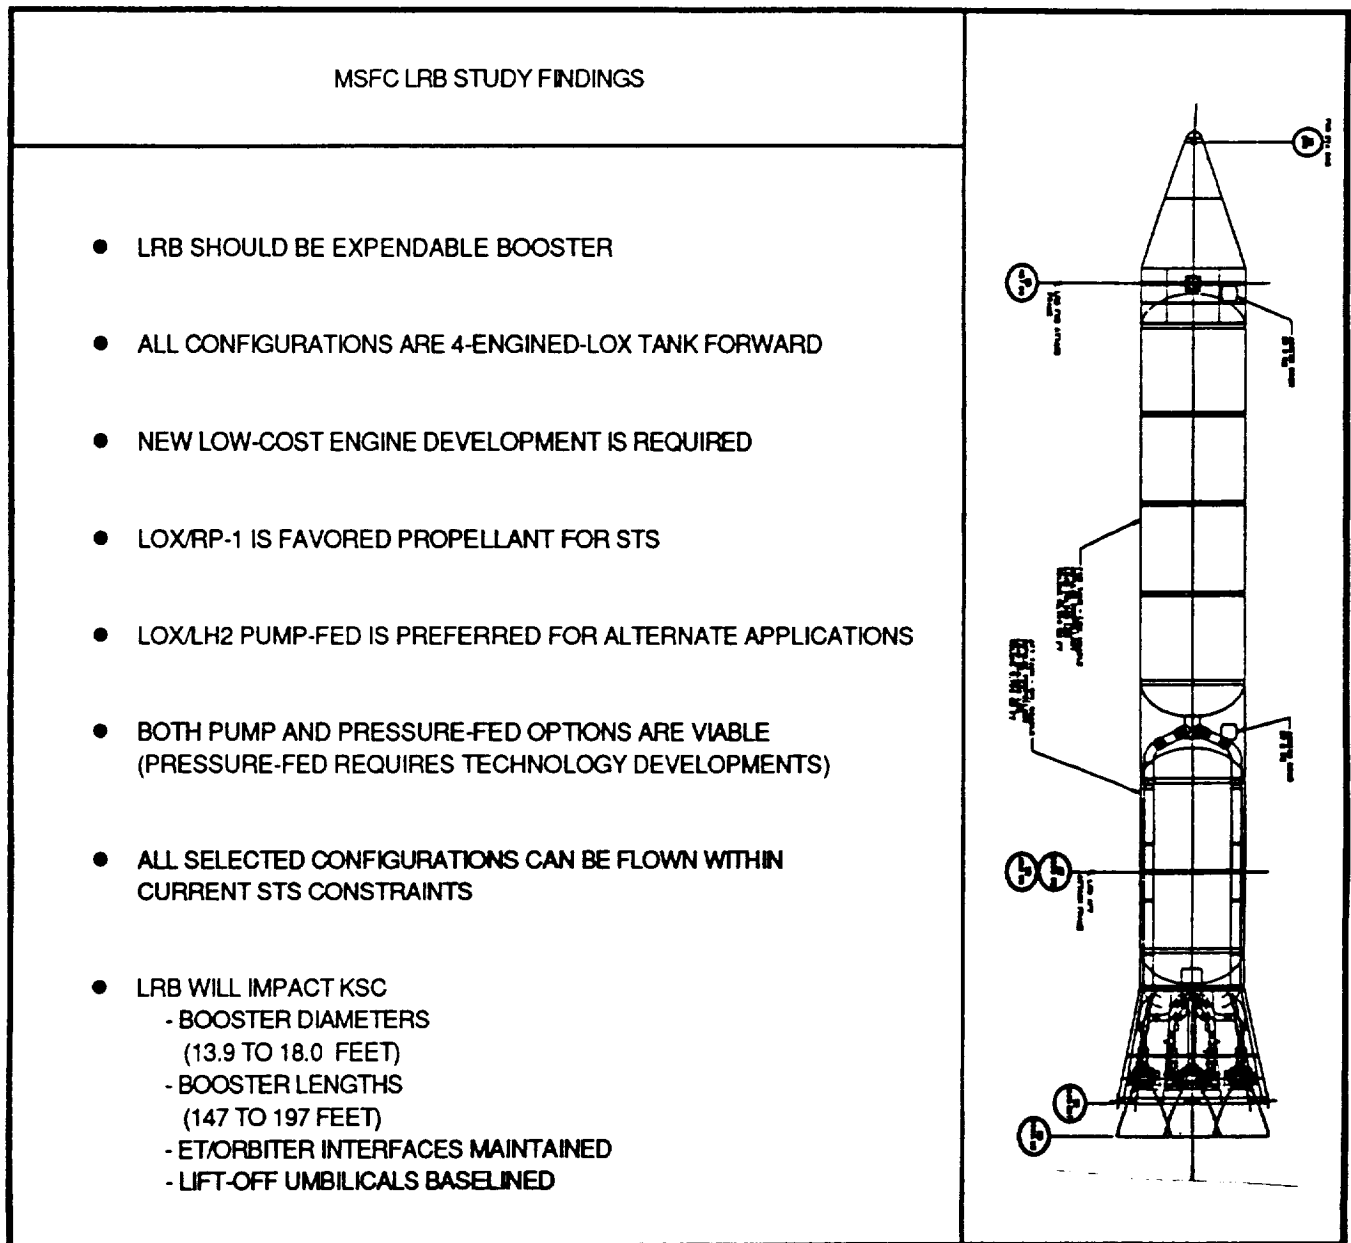 MSFC LRB STUDY FINDINGS
● LRB SHOULD BE EXPENDABLE BOOSTER
● ALL CONFIGURATIONS ARE 4-ENGINED-LOX TANK FORWARD
● NEW LOW-COST ENGINE DEVELOPMENT IS REQUIRED
● LOX/RP-1 IS FAVORED PROPELLANT FOR STS
● LOX/LH2 PUMP-FED IS PREFERRED FOR ALTERNATE APPLICATIONS
● BOTH PUMP AND PRESSURE-FED OPTIONS ARE VIABLE
(PRESSURE-FED REQUIRES TECHNOLOGY DEVELOPMENTS)
● ALL SELECTED CONFIGURATIONS CAN BE FLOWN WITHIN
CURRENT STS CONSTRAINTS
● LRB WILL IMPACT KSC
- BOOSTER DIAMETERS
(13.9 TO 18.0 FEET)
- BOOSTER LENGTHS
(147 TO 197 FEET)
- ET/ORBITER INTERFACES MAINTAINED
- LIFT-OFF UMBILICALS BASELINED